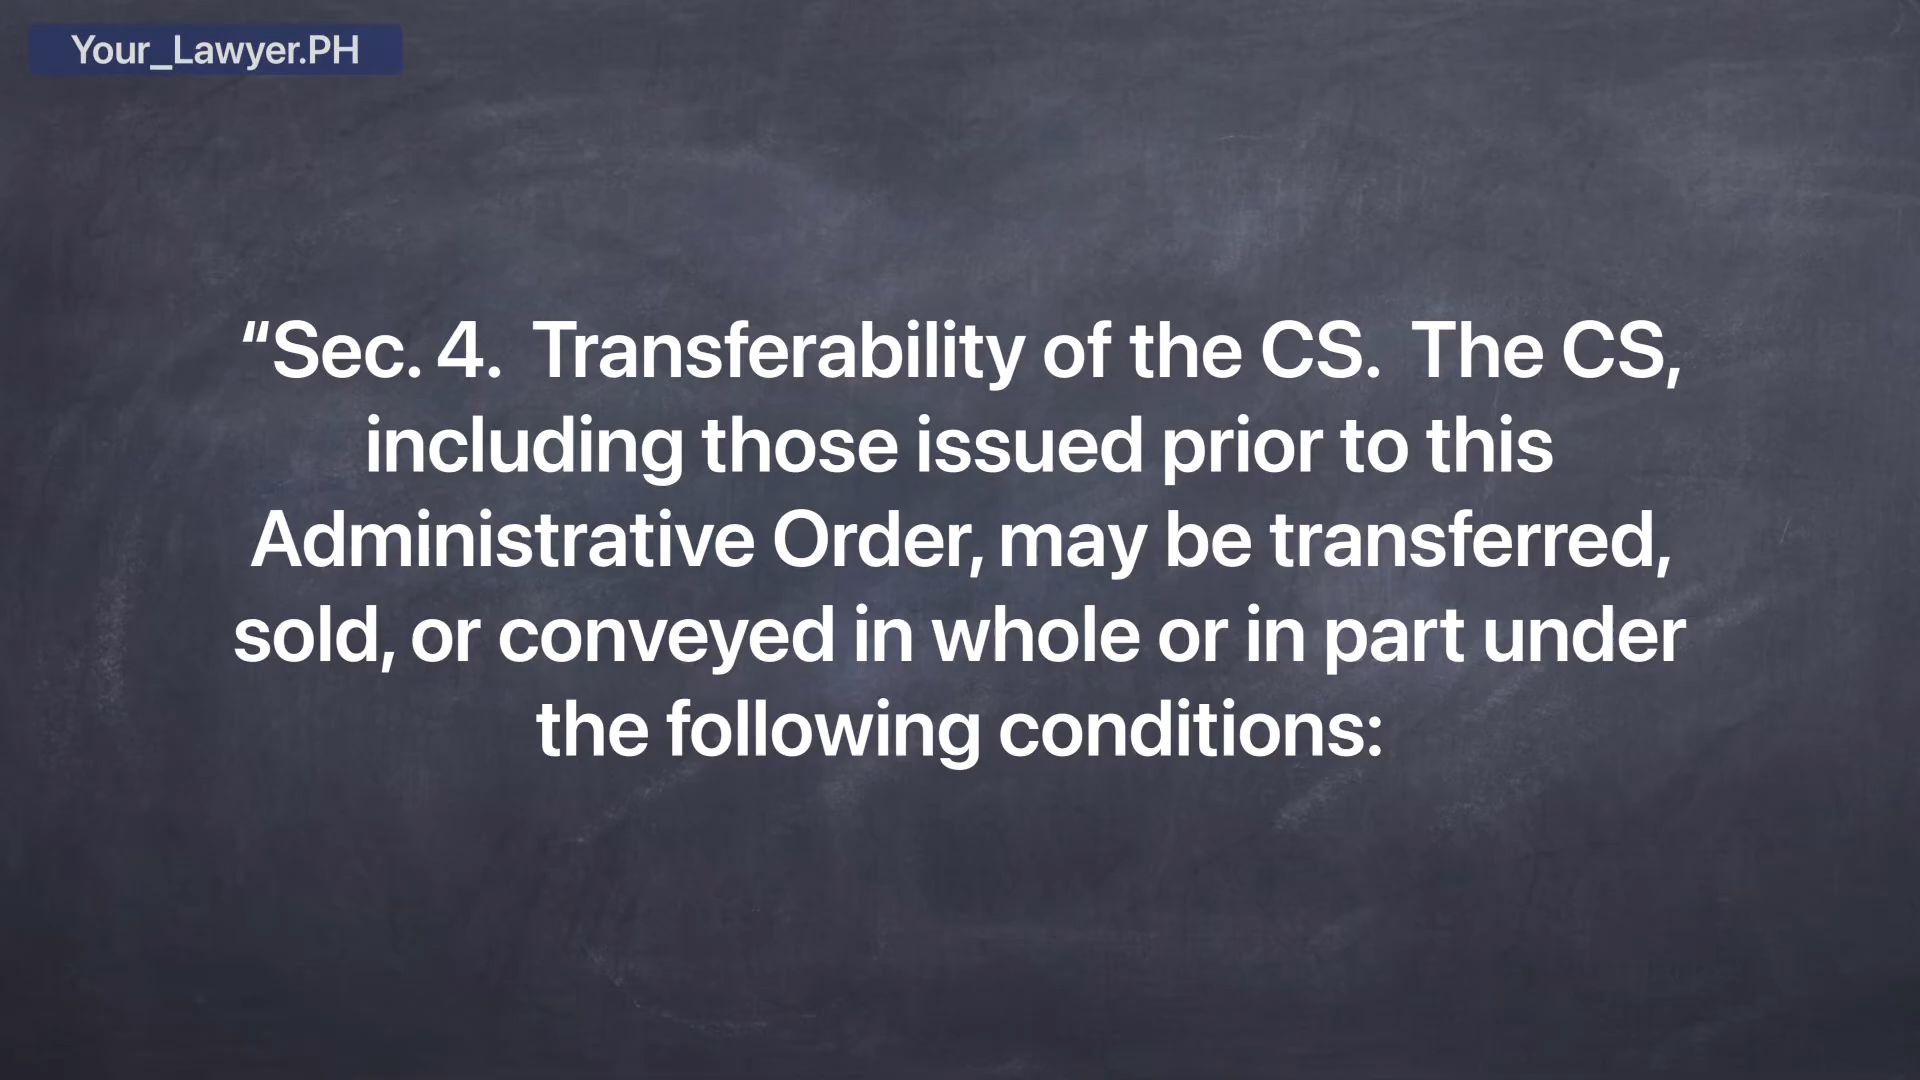 Your_Lawyer.PH
“Sec. 4.  Transferability of the CS.  The CS,
including those issued prior to this
Administrative Order, may be transferred,
sold, or conveyed in whole or in part under
the following conditions: